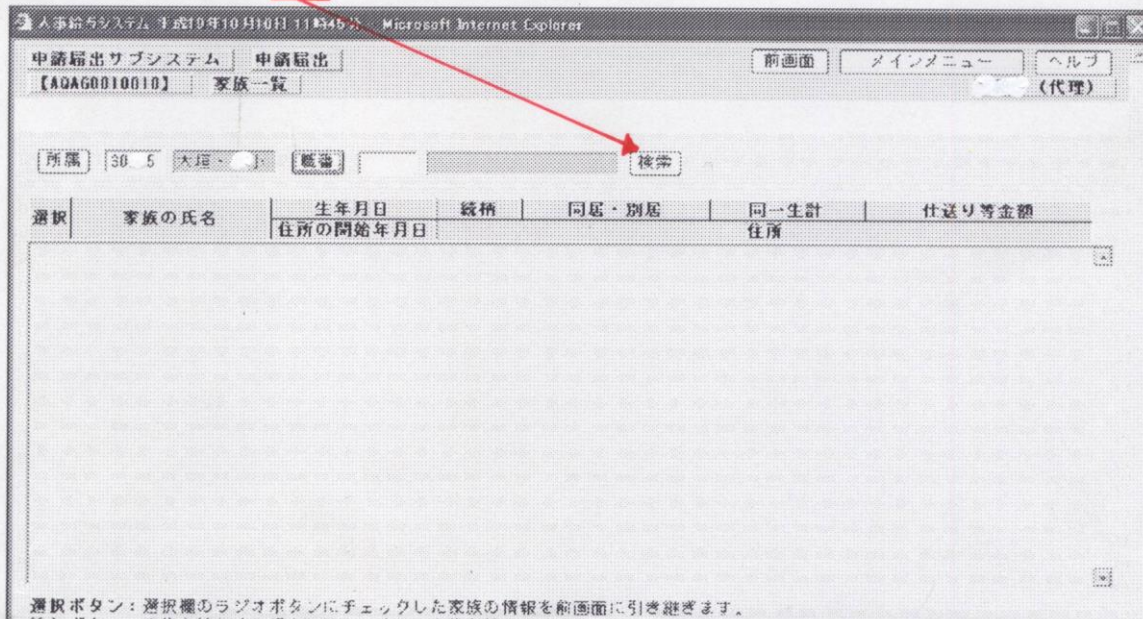 人事給与システム 平成19年10月10日 11時45分 - Microsoft Internet Explorer
申請届出サブシステム 申請届出 前画面 メインメニュー ヘルプ
【AQAG0010010】 家族一覧 (代理)
所属 30 5 大垣・ 職番 検索
選択 家族の氏名 生年月日 続柄 同居・別居 同一生計 仕送り等金額
住所の開始年月日 住所
選択ボタン：選択欄のラジオボタンにチェックした家族の情報を前画面に引き継ぎます。